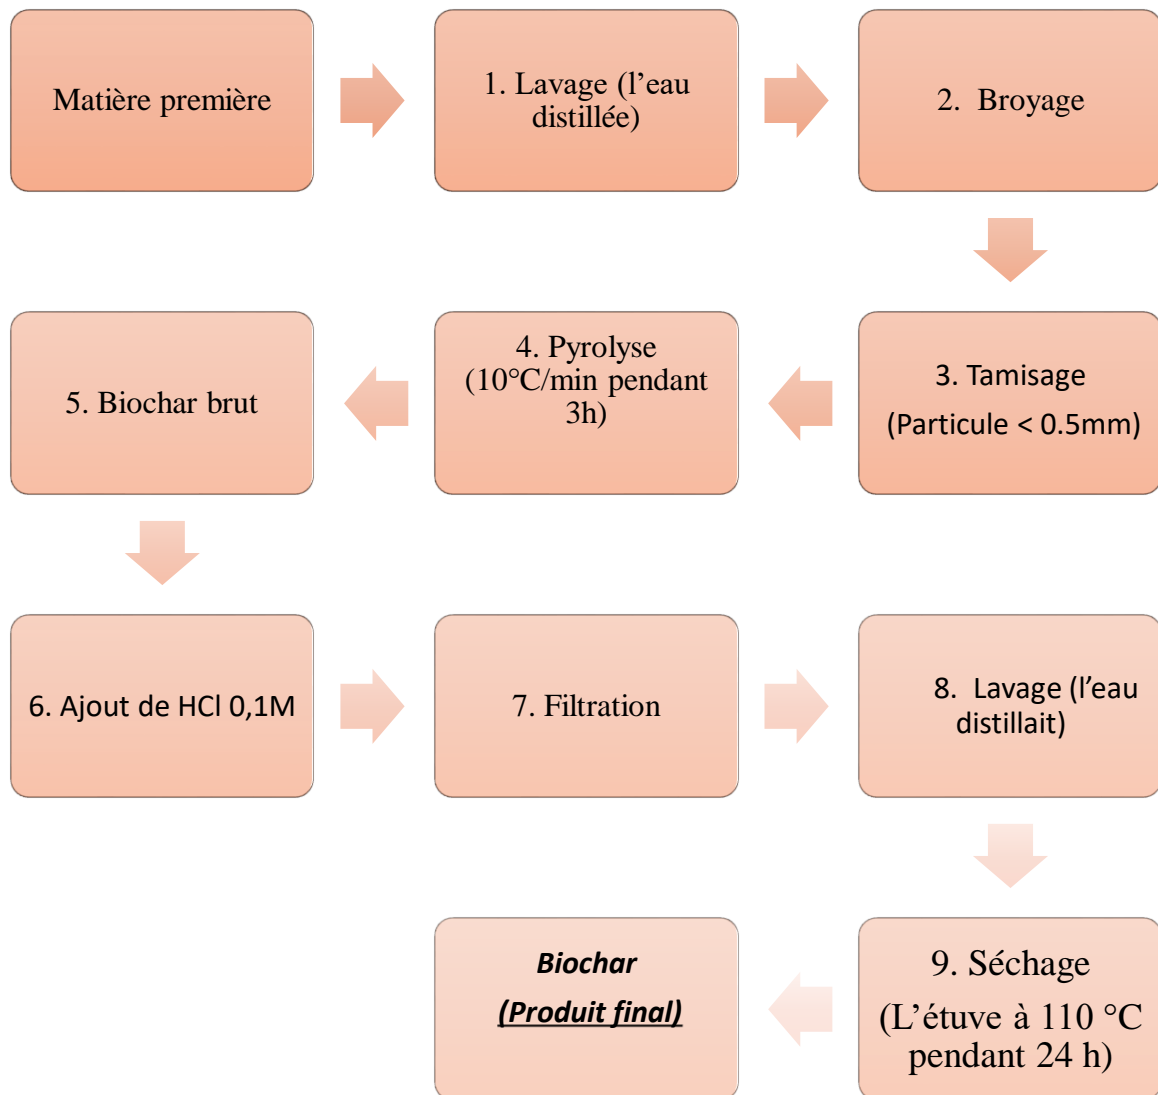 Matière première
1. Lavage (l’eau
distillée)
2. Broyage
3. Tamisage
(Particule < 0.5mm)
4. Pyrolyse
(10°C/min pendant
3h)
5. Biochar brut
6. Ajout de HCl 0,1M
7. Filtration
8. Lavage (l’eau
distillait)
9. Séchage
(L’étuve à 110 °C
pendant 24 h)
Biochar
(Produit final)